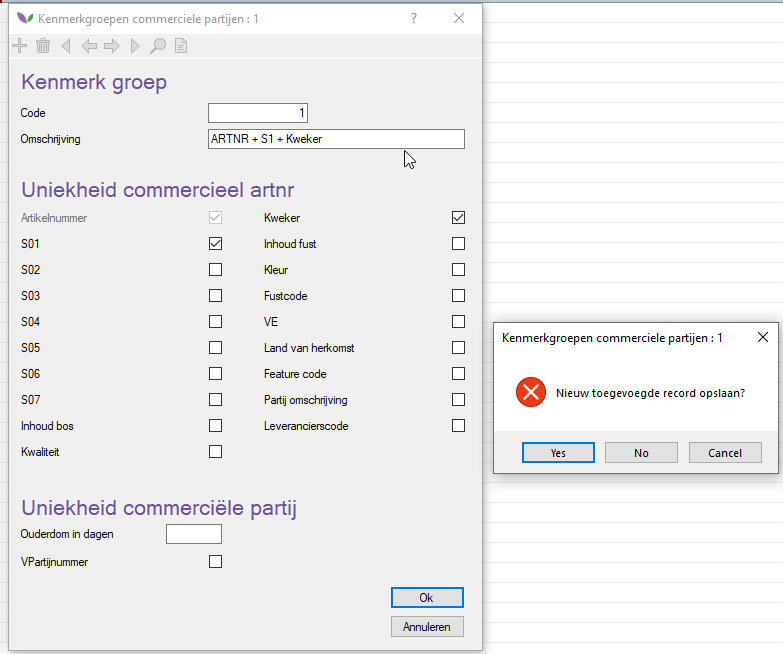 Kenmerkgroepen commerciele partijen : 1
?
Kenmerk groep
Code 1
Omschrijving ARTNR + S1 + Kweker
Uniekheid commercieel artnr
Artikelnummer Kweker
S01 Inhoud fust
S02 Kleur
S03 Fustcode
S04 VE
S05 Land van herkomst
S06 Feature code
S07 Partij omschrijving
Inhoud bos Leverancierscode
Kwaliteit
Uniekheid commerciële partij
Ouderdom in dagen
VPartijnummer
Ok
Annuleren
Kenmerkgroepen commerciele partijen : 1
Nieuw toegevoegde record opslaan?
Yes No Cancel